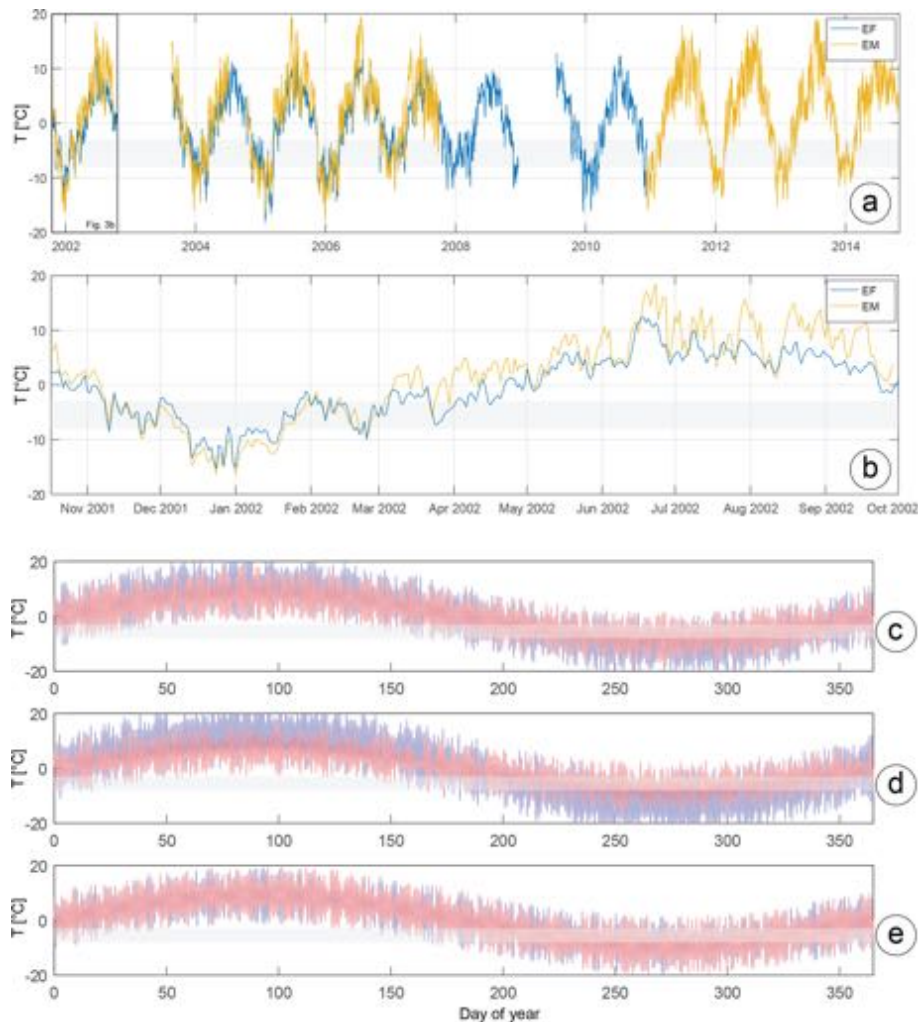 20
10
0
-10
-20
T [°C]
EF
EM
Fig. 3b
a
2002 2004 2006 2008 2010 2012 2014
20
10
0
-10
-20
T [°C]
EF
EM
b
Nov 2001 Dec 2001 Jan 2002 Feb 2002 Mar 2002 Apr 2002 May 2002 Jun 2002 Jul 2002 Aug 2002 Sep 2002 Oct 2002
20
0
-20
T [°C]
c
0 50 100 150 200 250 300 350
20
0
-20
T [°C]
d
0 50 100 150 200 250 300 350
20
0
-20
T [°C]
e
0 50 100 150 200 250 300 350
Day of year